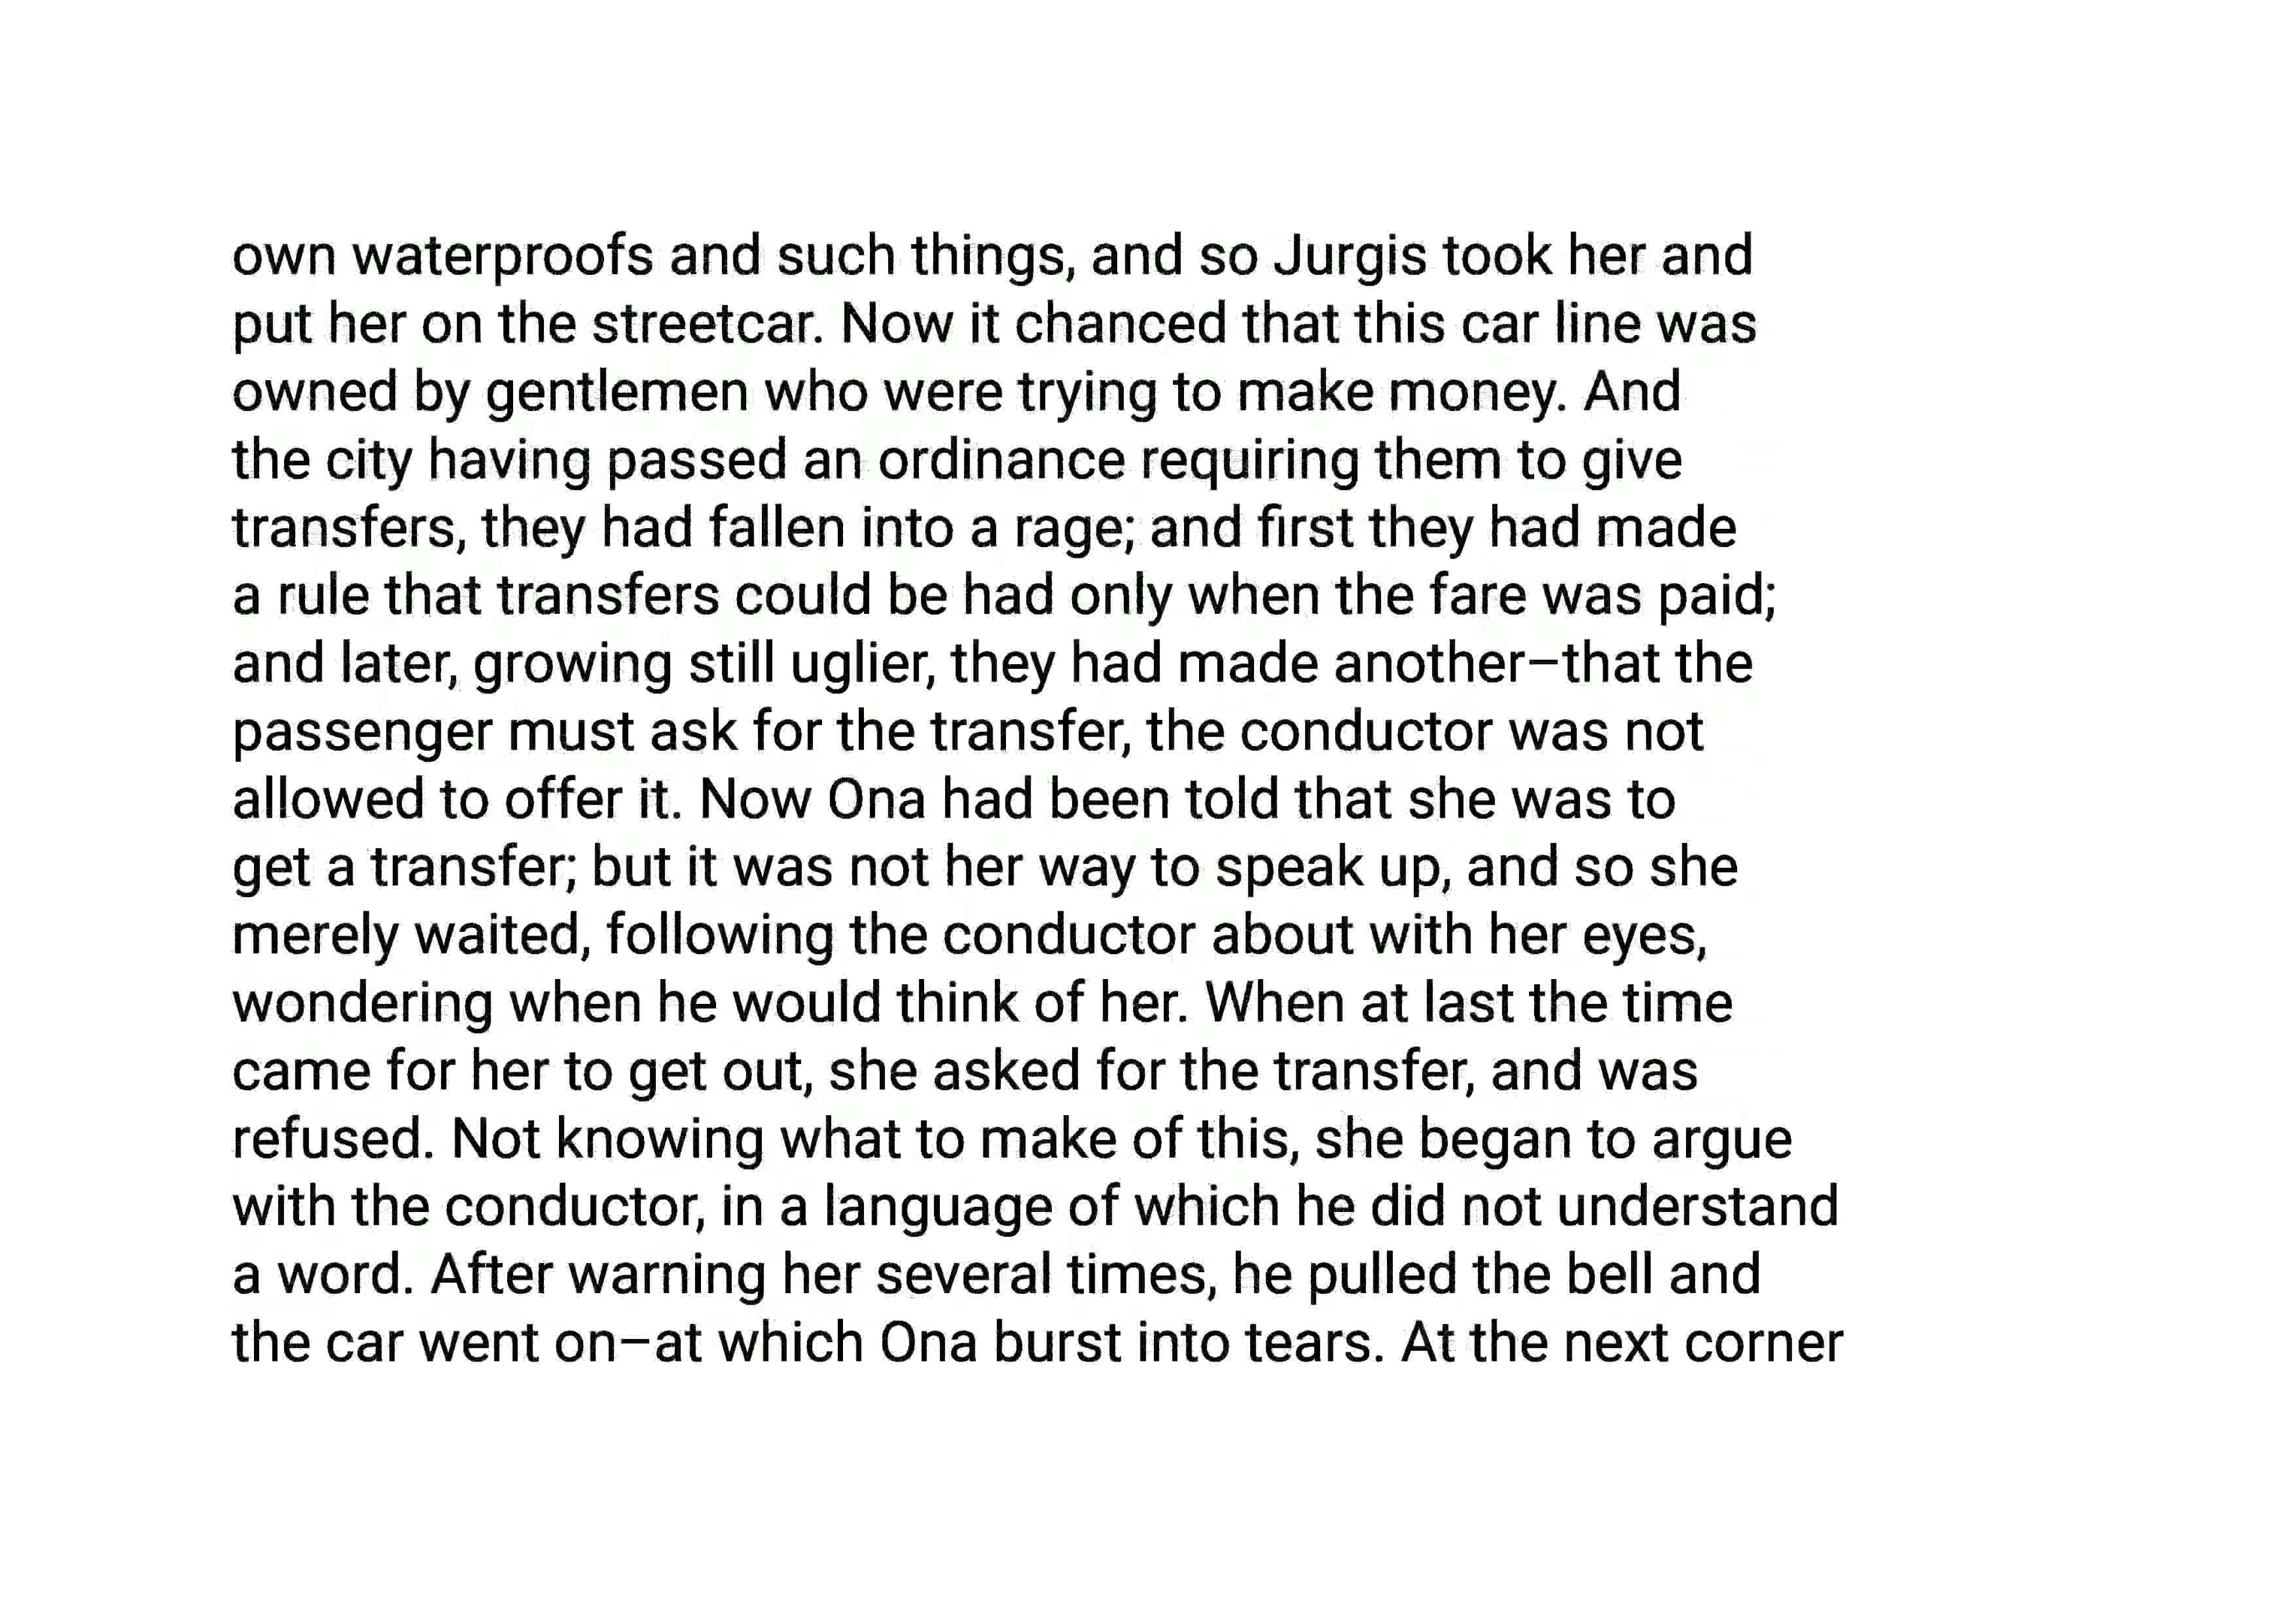 own waterproofs and such things, and so Jurgis took her and
put her on the streetcar. Now it chanced that this car line was
owned by gentlemen who were trying to make money. And
the city having passed an ordinance requiring them to give
transfers, they had fallen into a rage; and first they had made
a rule that transfers could be had only when the fare was paid;
and later, growing still uglier, they had made another–that the
passenger must ask for the transfer, the conductor was not
allowed to offer it. Now Ona had been told that she was to
get a transfer; but it was not her way to speak up, and so she
merely waited, following the conductor about with her eyes,
wondering when he would think of her. When at last the time
came for her to get out, she asked for the transfer, and was
refused. Not knowing what to make of this, she began to argue
with the conductor, in a language of which he did not understand
a word. After warning her several times, he pulled the bell and
the car went on–at which Ona burst into tears. At the next corner